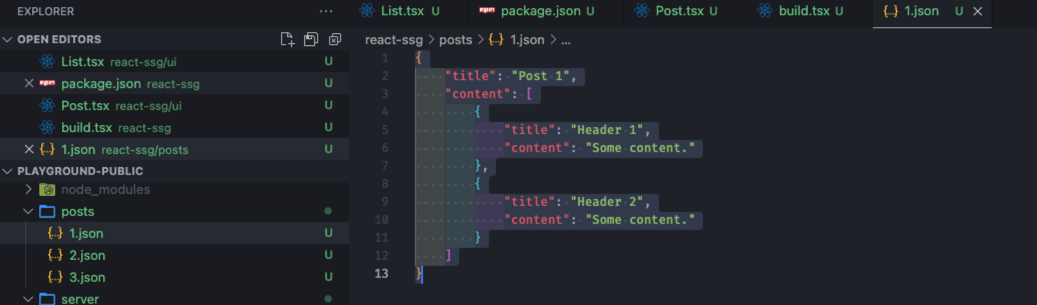 EXPLORER ...
OPEN EDITORS
List.tsx react-ssg/ui U
package.json react-ssg U
Post.tsx react-ssg/ui U
build.tsx react-ssg U
{..} 1.json react-ssg/posts U
PLAYGROUND-PUBLIC
node_modules
posts
{..} 1.json U
{..} 2.json U
{..} 3.json U
server
List.tsx U package.json U Post.tsx U build.tsx U {..} 1.json U
react-ssg > posts > {..} 1.json > ...
1 {
2 "title": "Post 1",
3 "content": [
4 {
5 "title": "Header 1",
6 "content": "Some content."
7 },
8 {
9 "title": "Header 2",
10 "content": "Some content."
11 }
12 ]
13 }